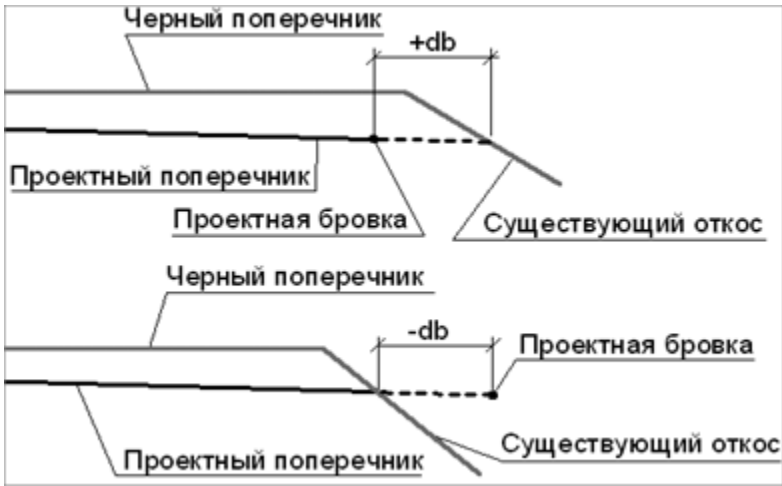 Черный поперечник
+db
Проектный поперечник
Проектная бровка
Существующий откос
Черный поперечник
-db
Проектная бровка
Существующий откос
Проектный поперечник